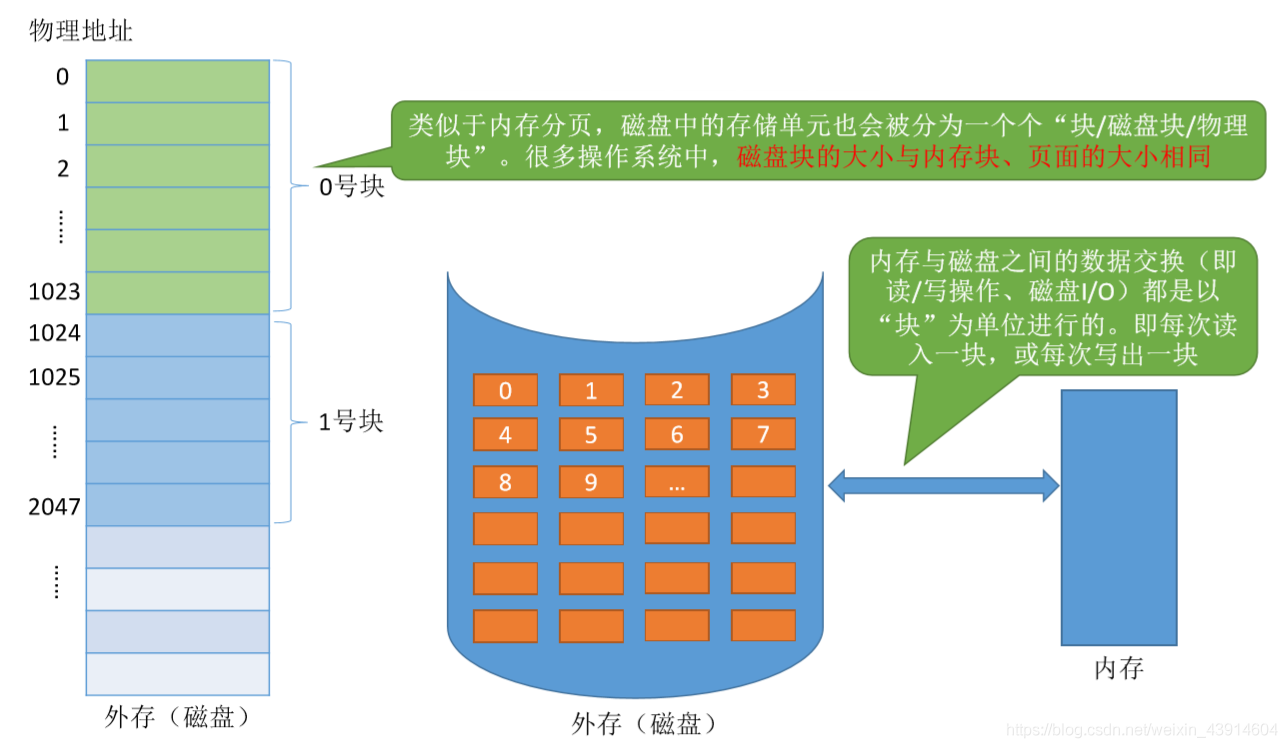 物理地址
0
1
2
……
1023
1024
1025
……
2047
……
0号块
1号块
外存（磁盘）
类似于内存分页，磁盘中的存储单元也会被分为一个个“块/磁盘块/物理
块”。很多操作系统中，磁盘块的大小与内存块、页面的大小相同
0 1 2 3
4 5 6 7
8 9 ...
外存（磁盘）
内存与磁盘之间的数据交换（即
读/写操作、磁盘I/O）都是以
“块”为单位进行的。即每次读
入一块，或每次写出一块
内存
https://blog.csdn.net/weixin_43914604